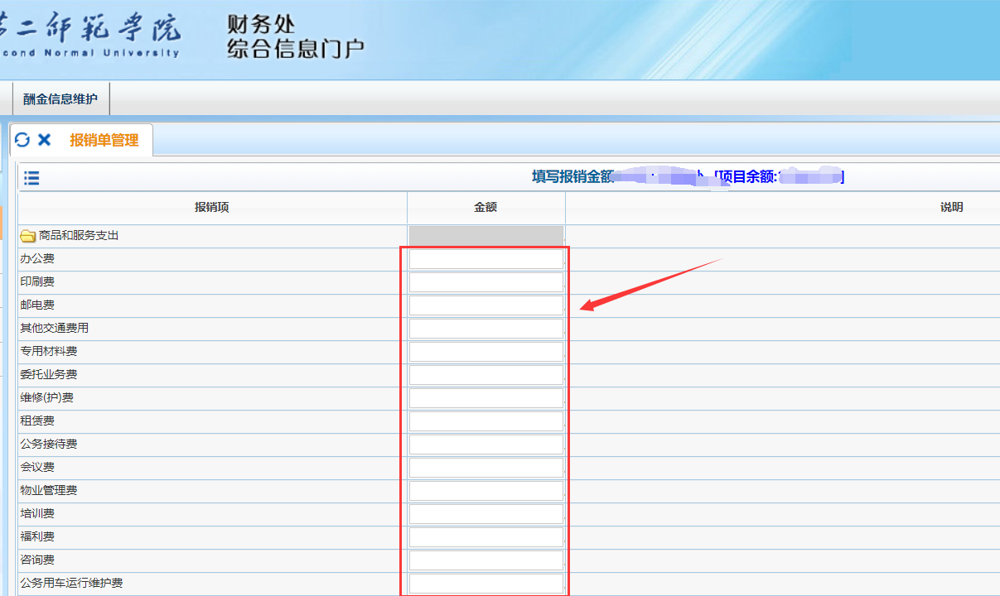 二师范学院
cond Normal University
财务处
综合信息门户
酬金信息维护
报销单管理
填写报销金额 [项目余额: ]
报销项 金额 说明
商品和服务支出
办公费
印刷费
邮电费
其他交通费用
专用材料费
委托业务费
维修(护)费
租赁费
公务接待费
会议费
物业管理费
培训费
福利费
咨询费
公务用车运行维护费